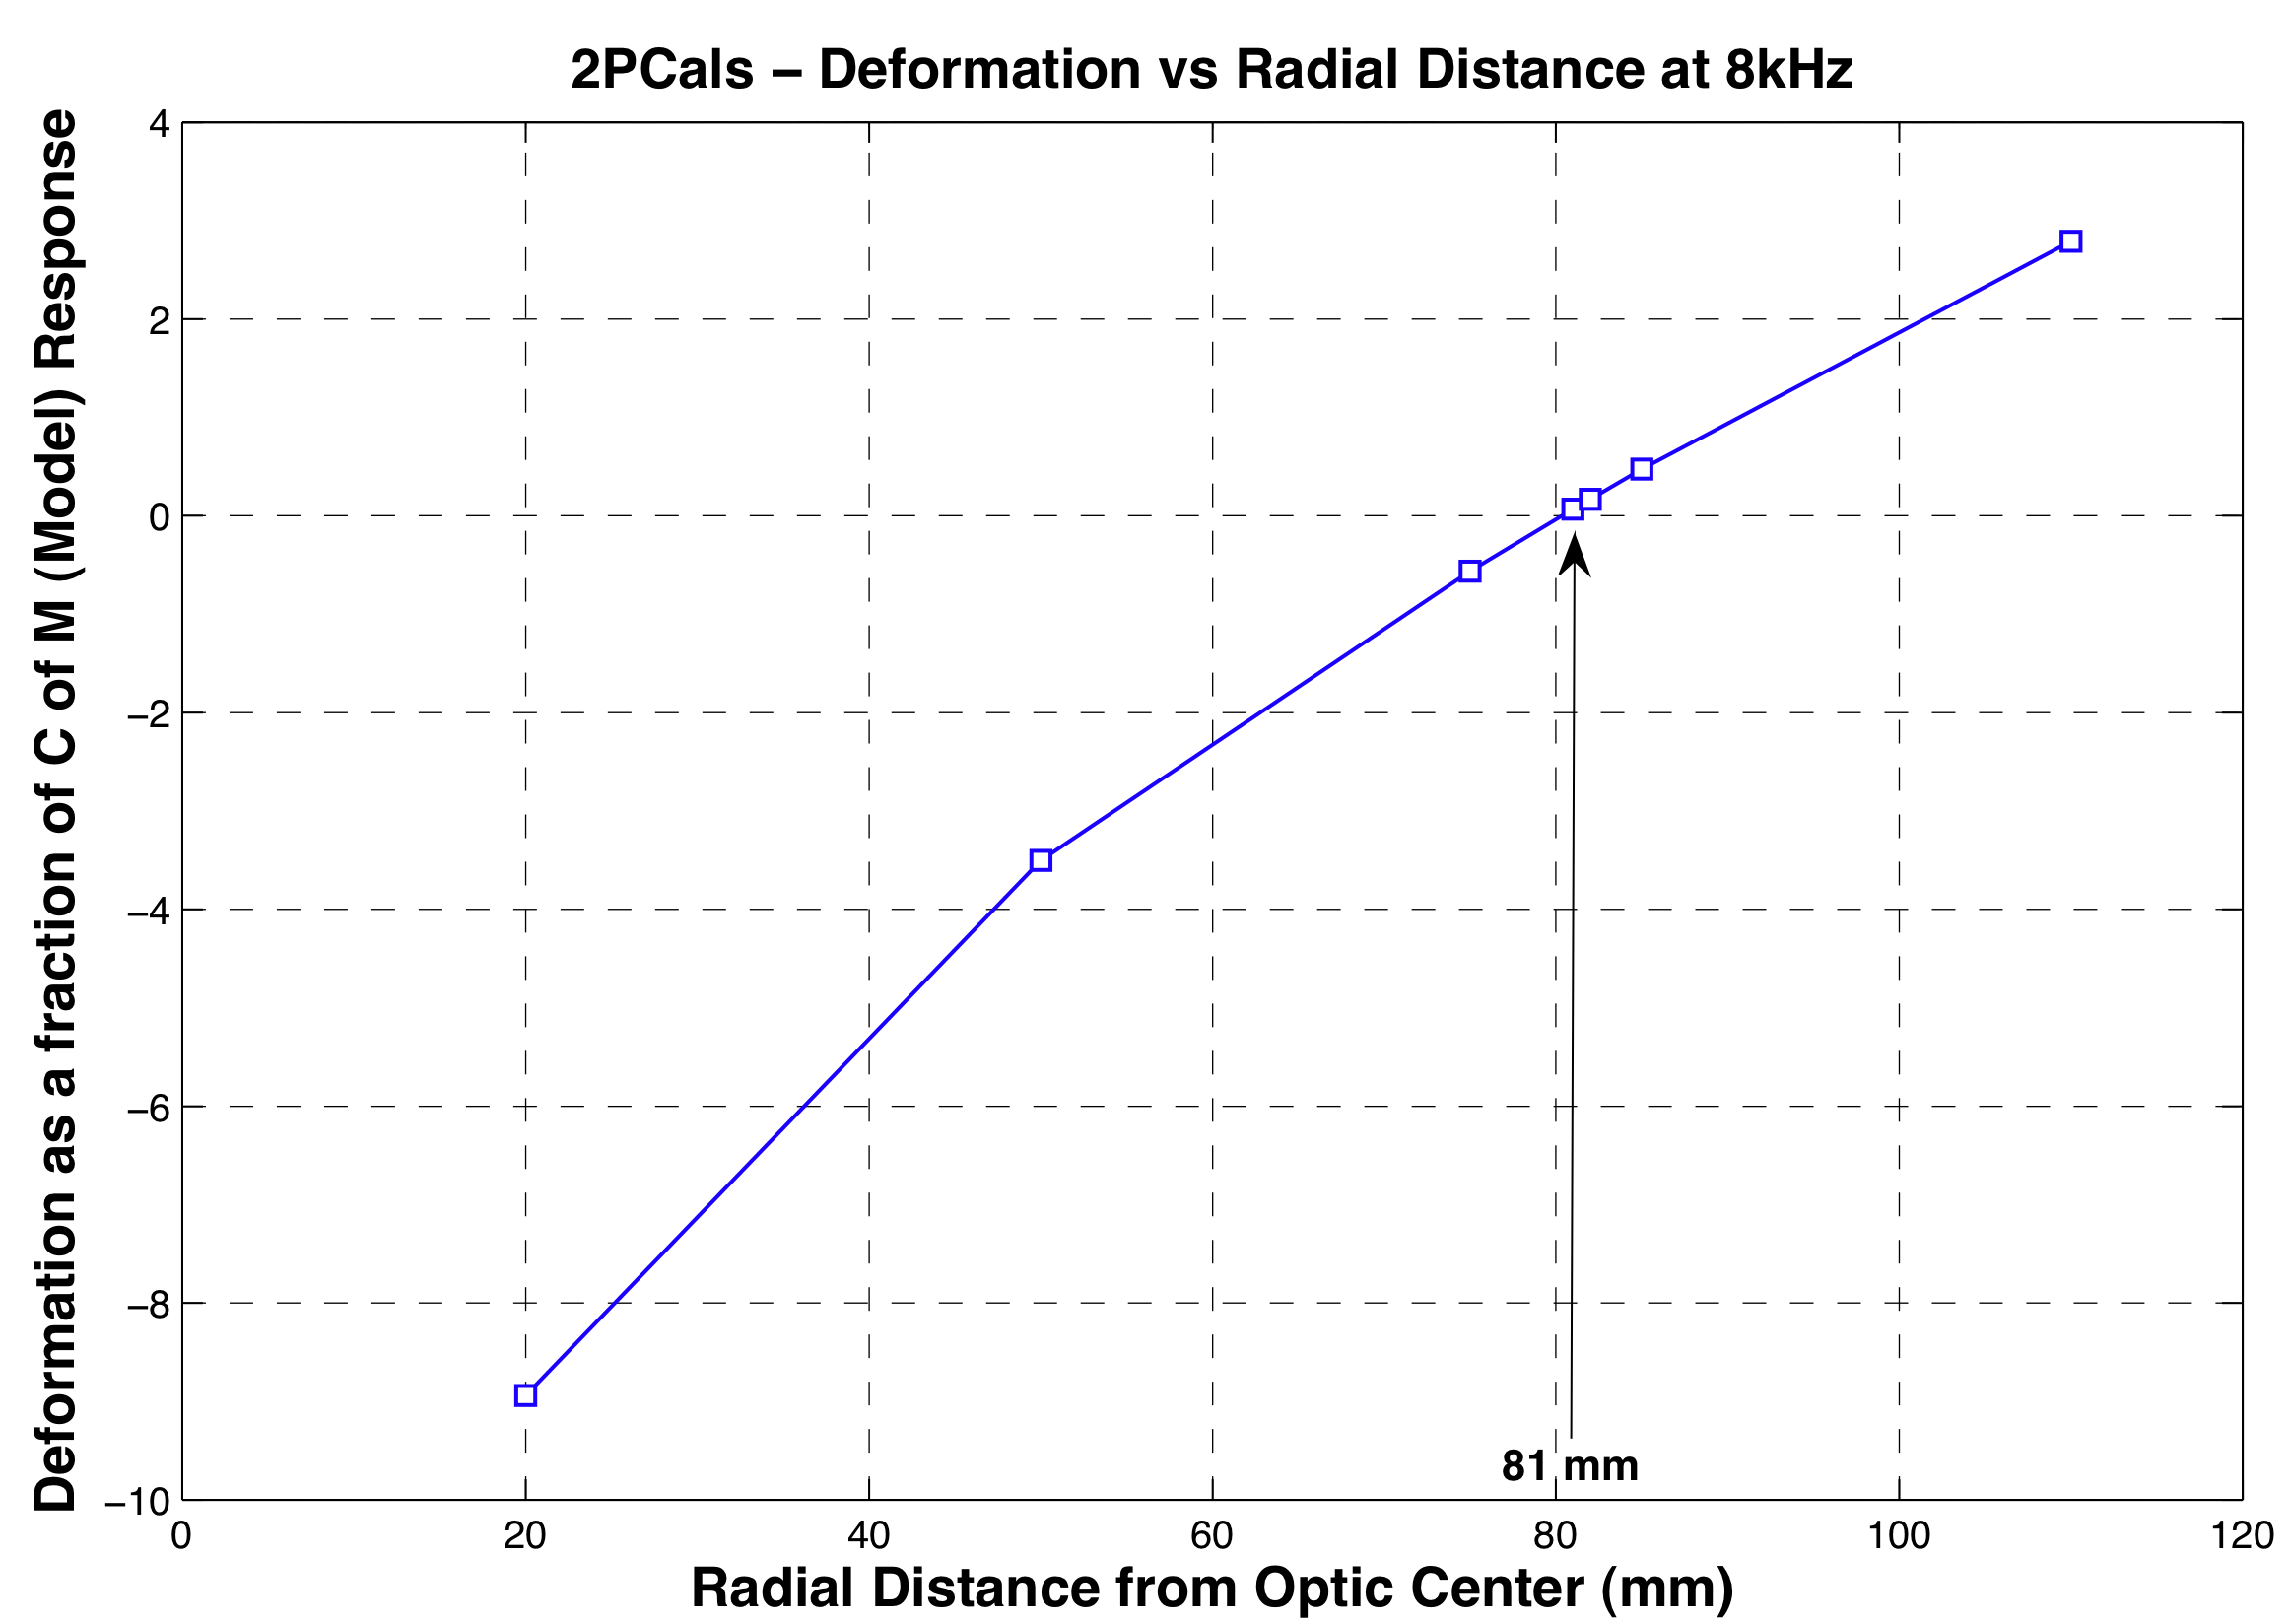 2PCals – Deformation vs Radial Distance at 8kHz
Deformation as a fraction of C of M (Model) Response
4
2
0
−2
−4
−6
−8
−10
81 mm
0 20 40 60 80 100 120
Radial Distance from Optic Center (mm)